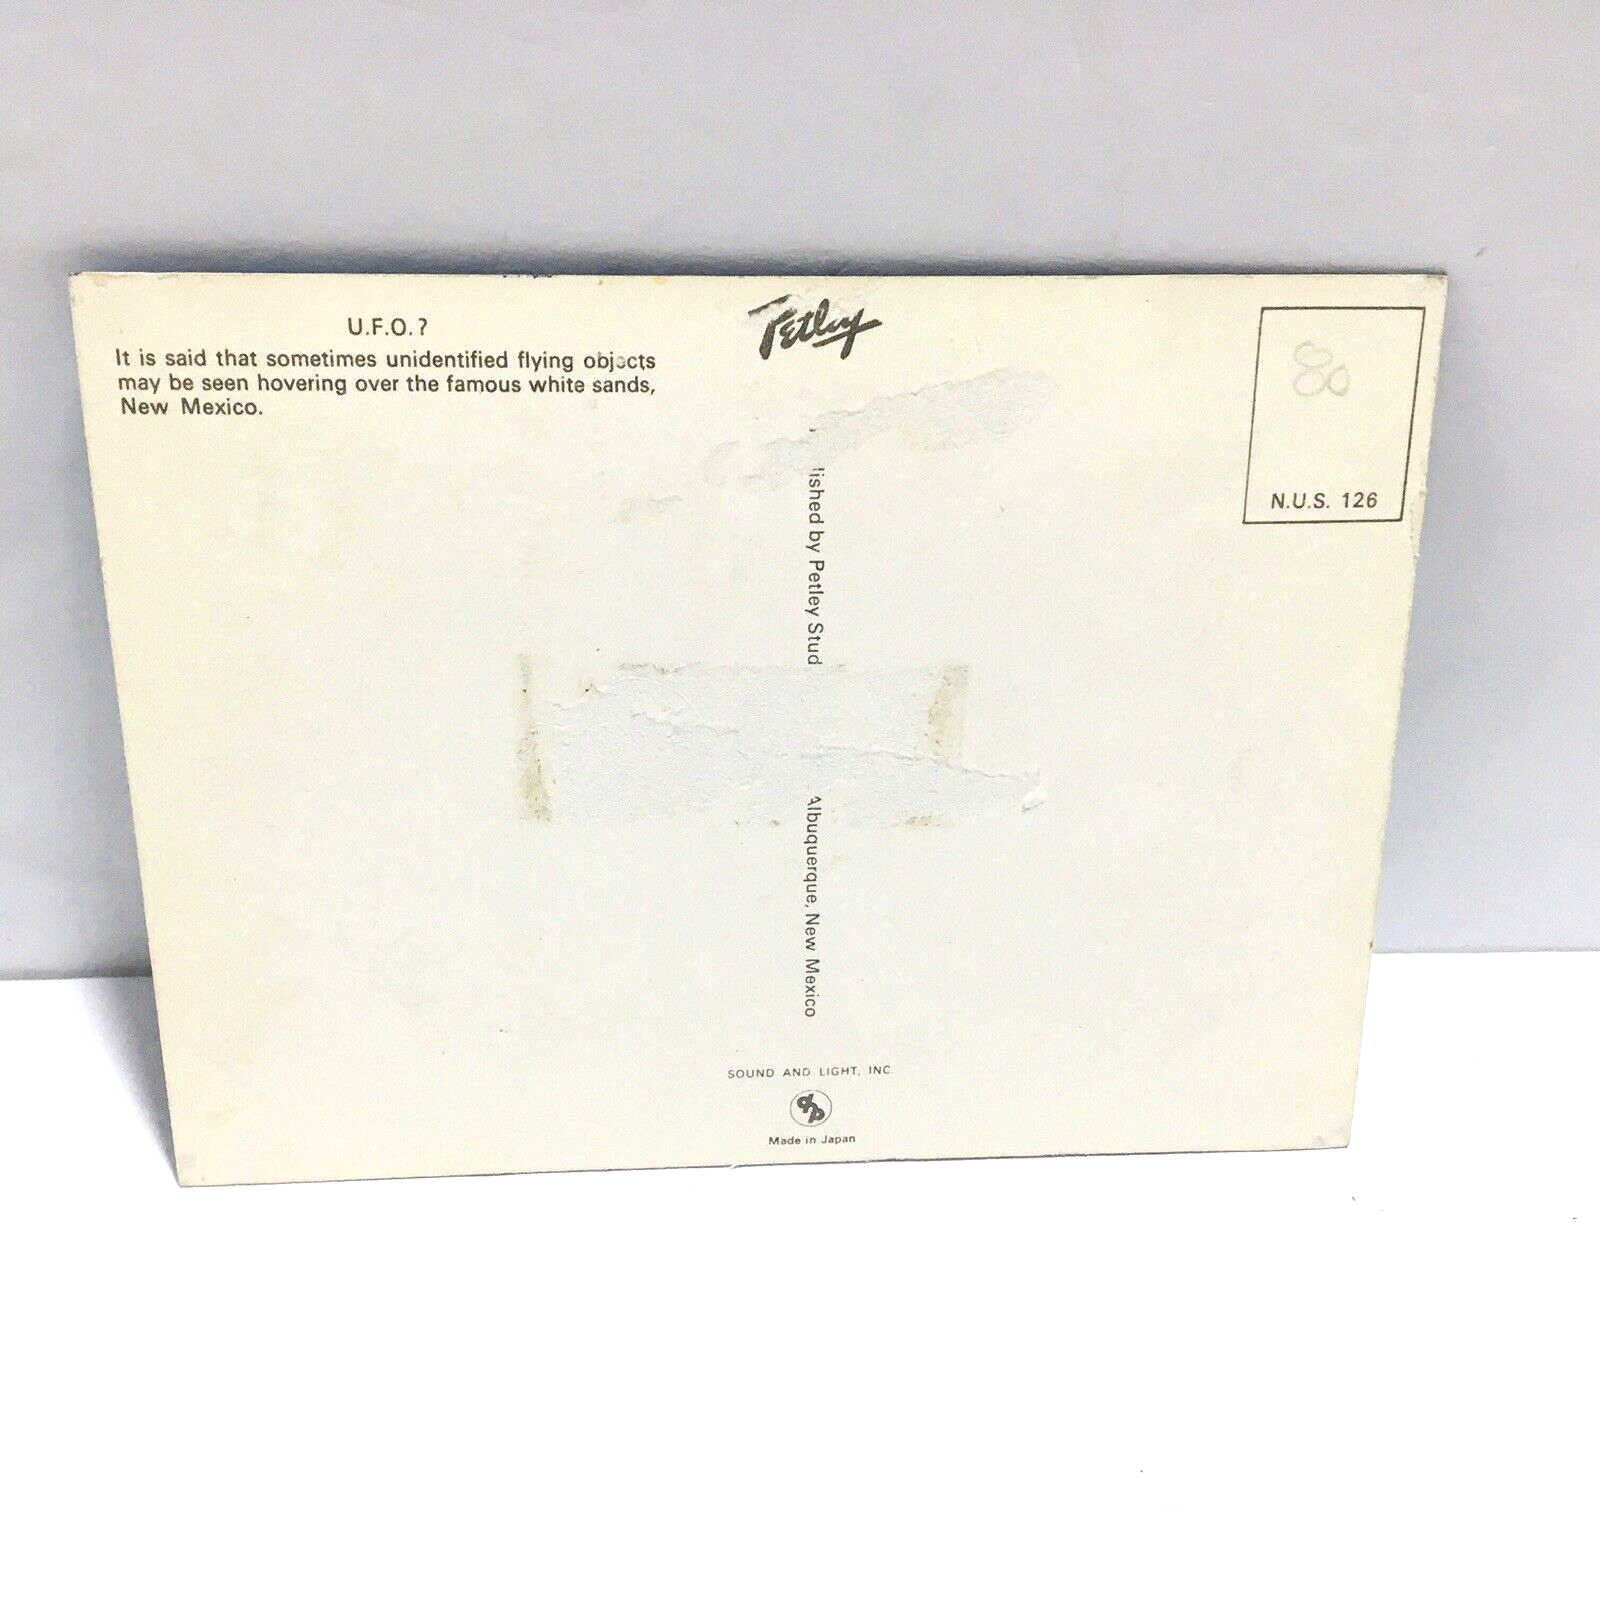 U.F.O.?
It is said that sometimes unidentified flying objects
may be seen hovering over the famous white sands,
New Mexico.
Petley
80
N.U.S. 126
lished by Petley Stud
Albuquerque, New Mexico
SOUND AND LIGHT, INC.
Made in Japan